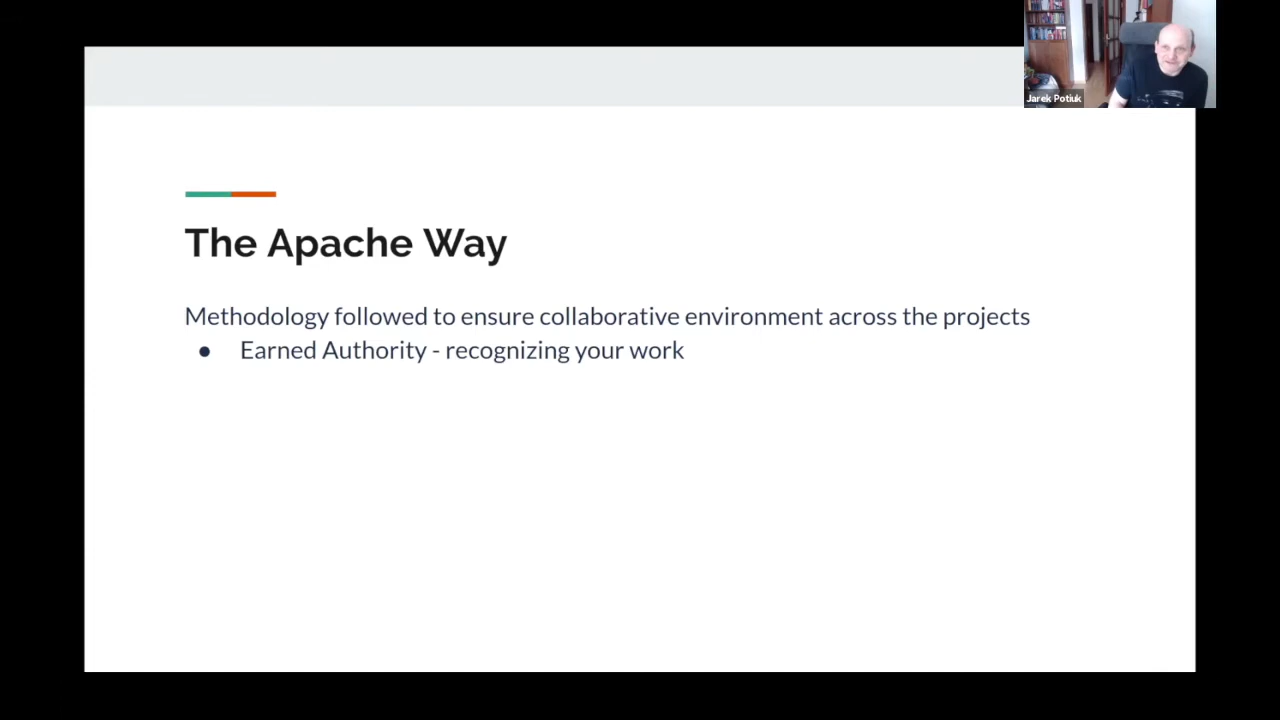 Jarek Potiuk
The Apache Way
Methodology followed to ensure collaborative environment across the projects
● Earned Authority - recognizing your work